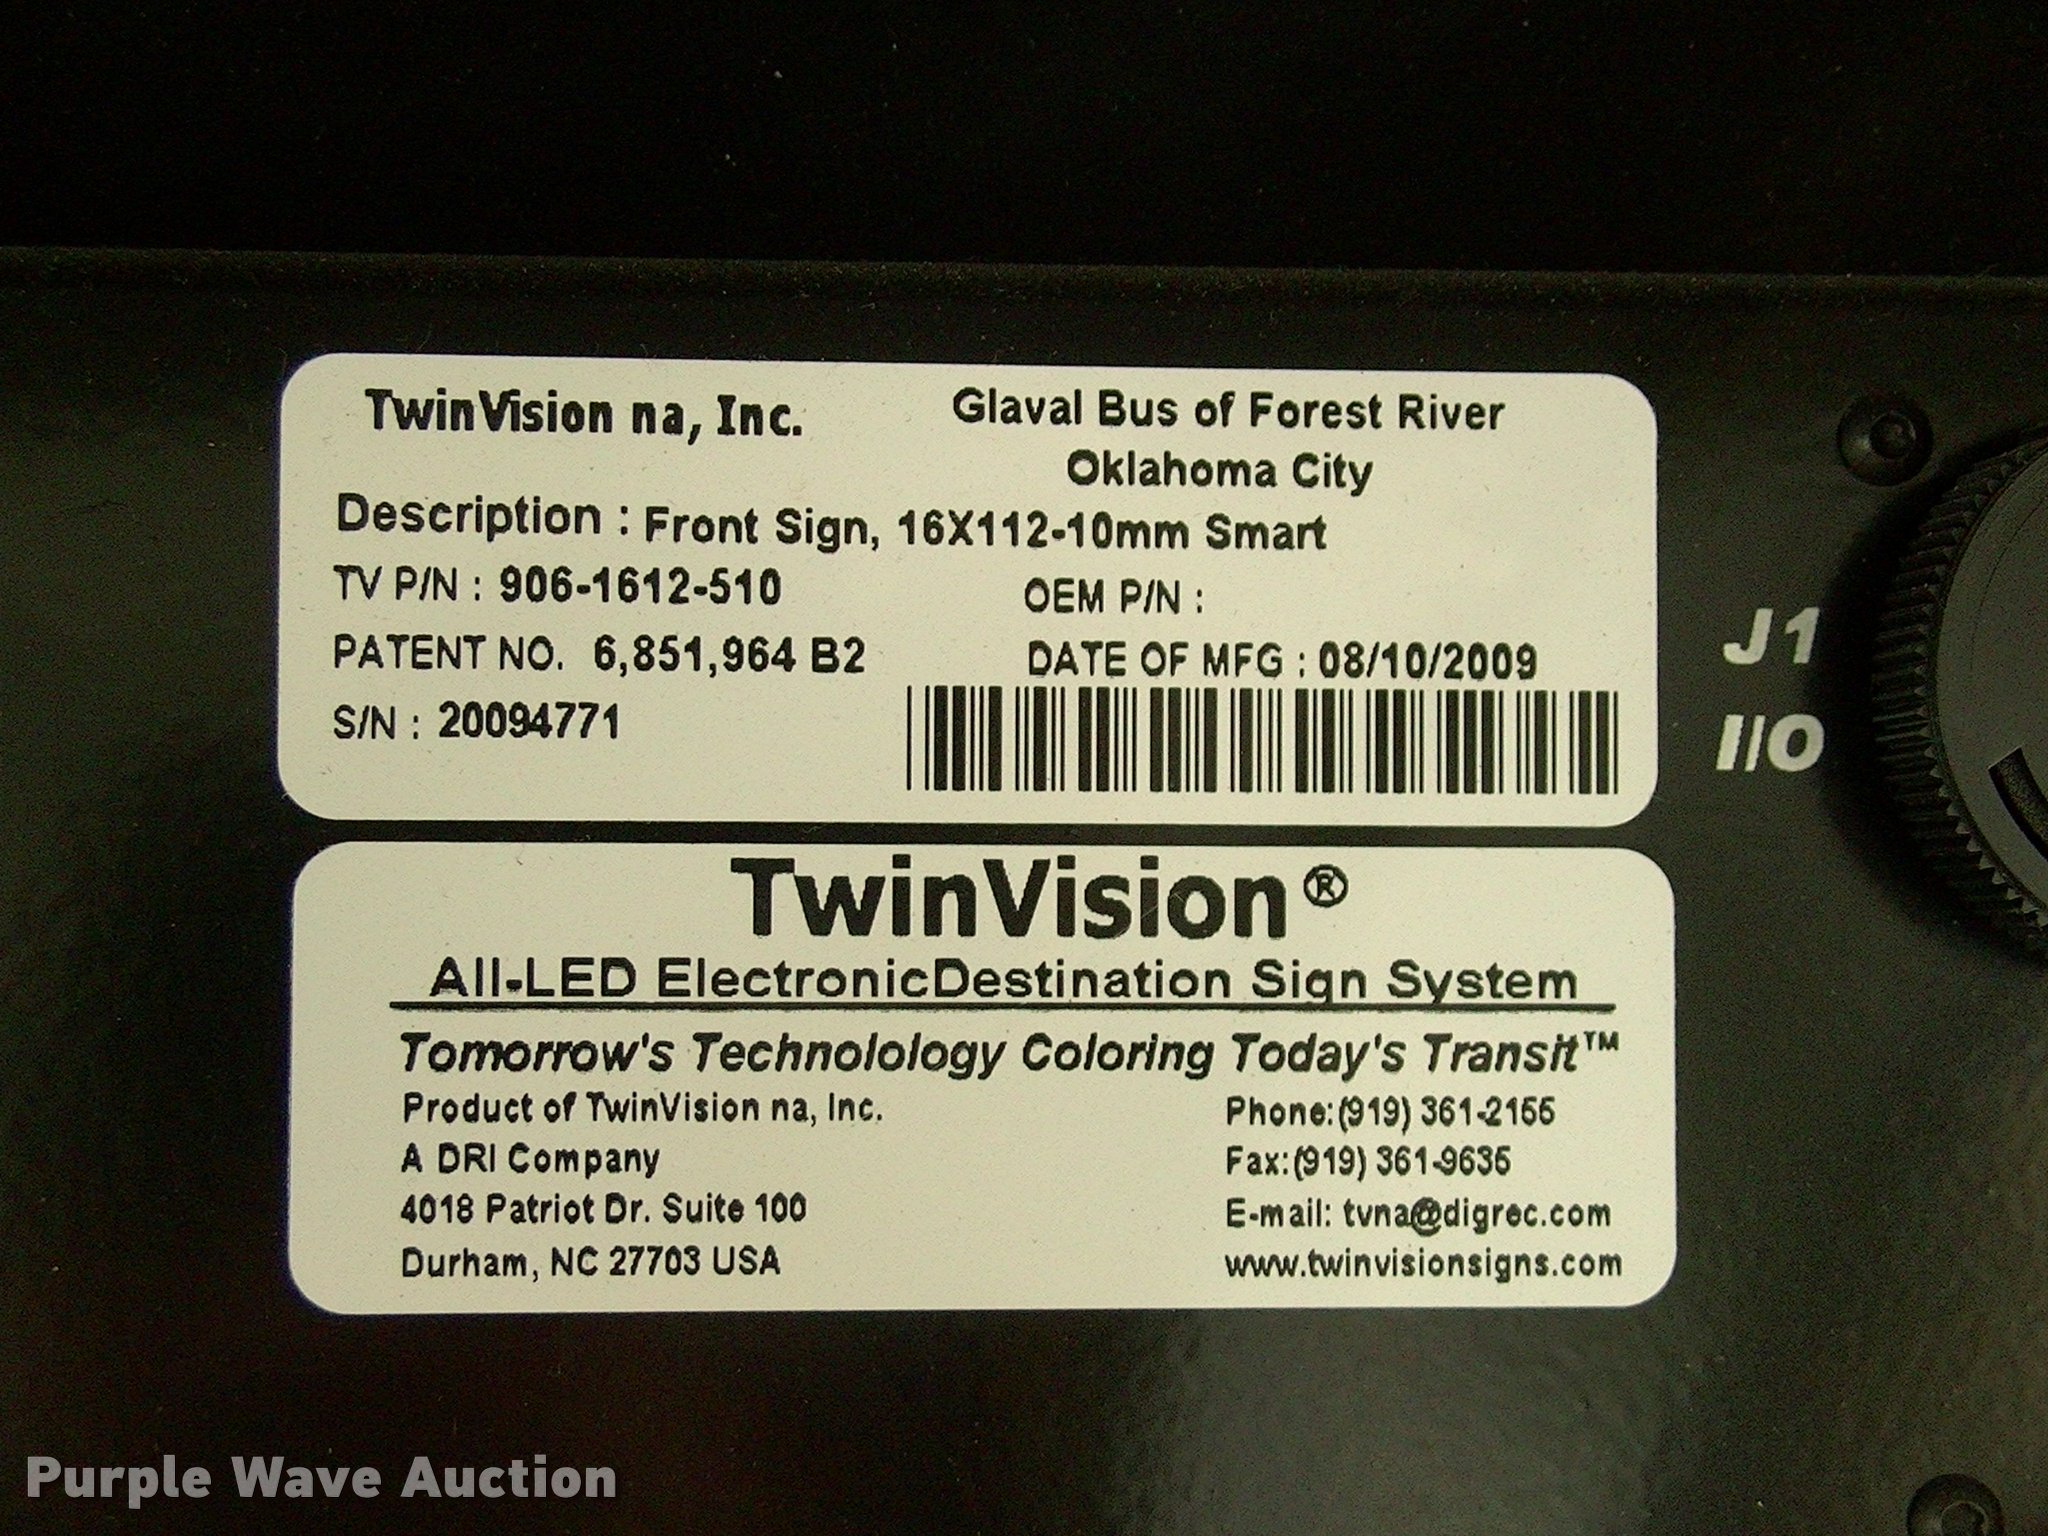 TwinVision na, Inc.
Glaval Bus of Forest River
Oklahoma City
Description : Front Sign, 16X112-10mm Smart
TV P/N : 906-1612-510
OEM P/N :
PATENT NO. 6,851,964 B2
DATE OF MFG : 08/10/2009
S/N : 20094771
J1
I/O
TwinVision®
All-LED ElectronicDestination Sign System
Tomorrow's Technolology Coloring Today's Transit™
Product of TwinVision na, Inc.
A DRI Company
4018 Patriot Dr. Suite 100
Durham, NC 27703 USA
Phone:(919) 361-2155
Fax:(919) 361-9635
E-mail: tvna@digrec.com
www.twinvisionsigns.com
Purple Wave Auction